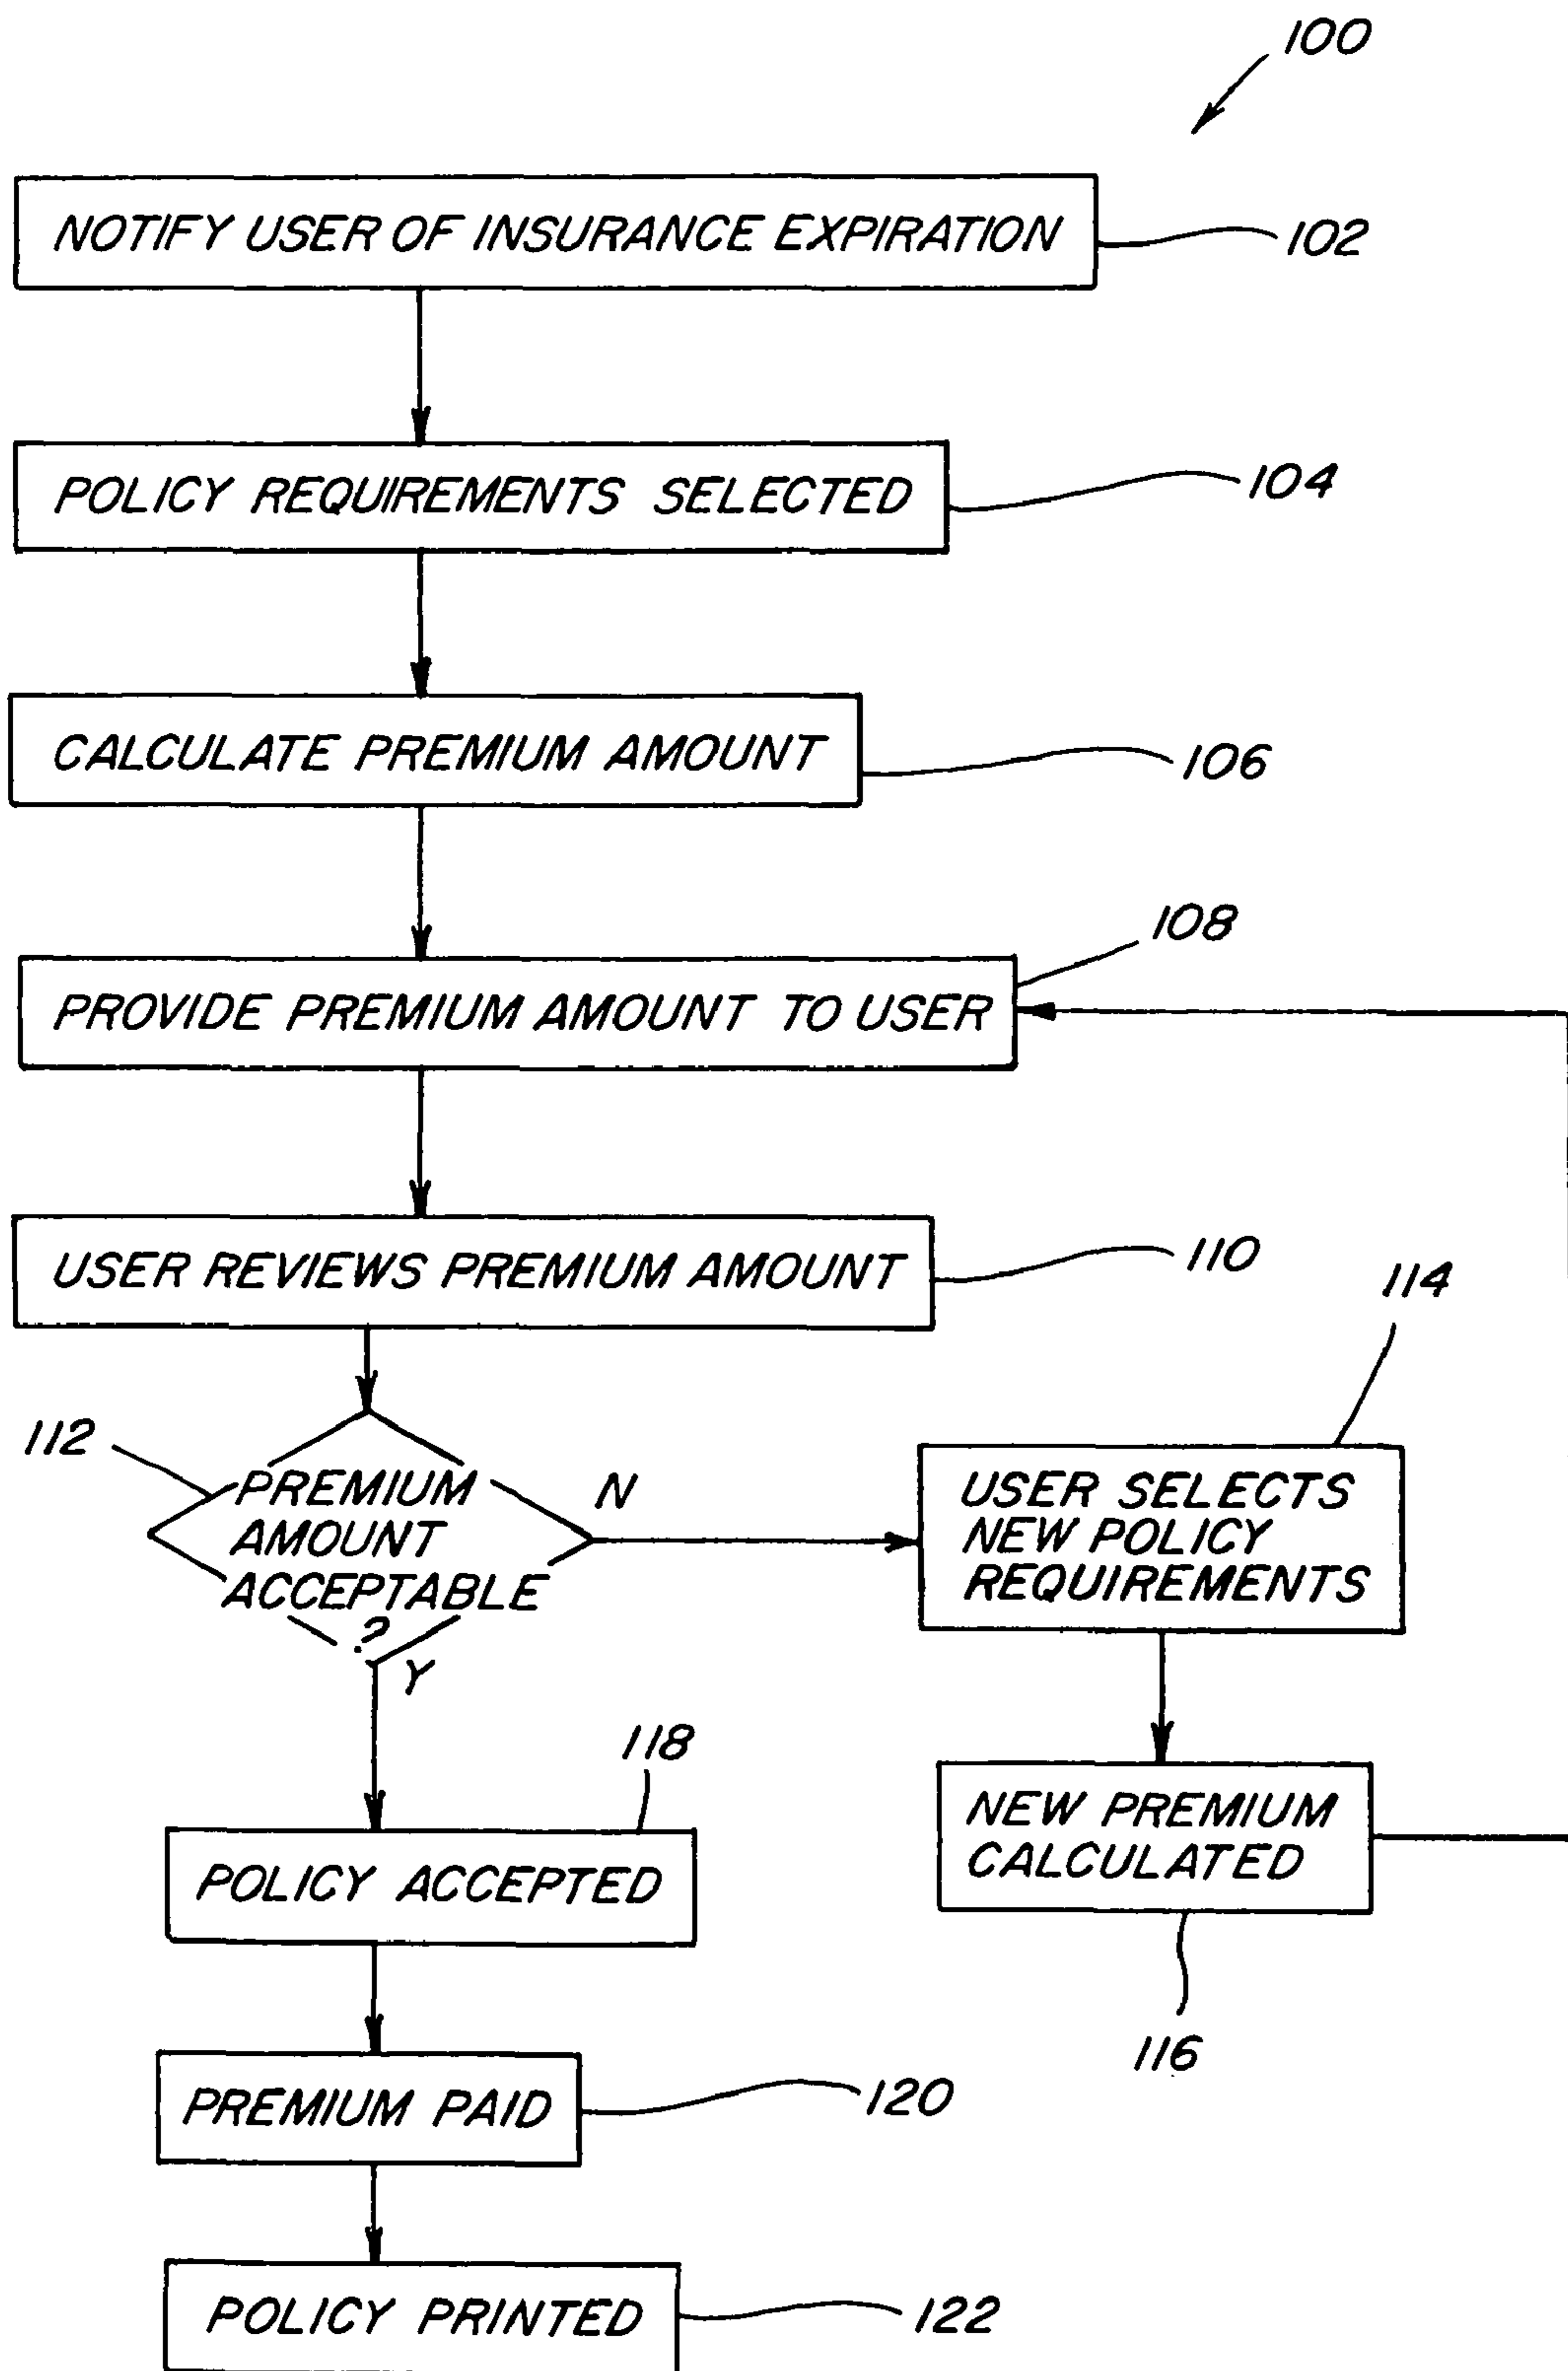 100
NOTIFY USER OF INSURANCE EXPIRATION
102
POLICY REQUIREMENTS SELECTED
104
CALCULATE PREMIUM AMOUNT
106
108
PROVIDE PREMIUM AMOUNT TO USER
USER REVIEWS PREMIUM AMOUNT
110
112
PREMIUM
AMOUNT
ACCEPTABLE
?
N
Y
114
USER SELECTS
NEW POLICY
REQUIREMENTS
NEW PREMIUM
CALCULATED
116
118
POLICY ACCEPTED
PREMIUM PAID
120
POLICY PRINTED
122